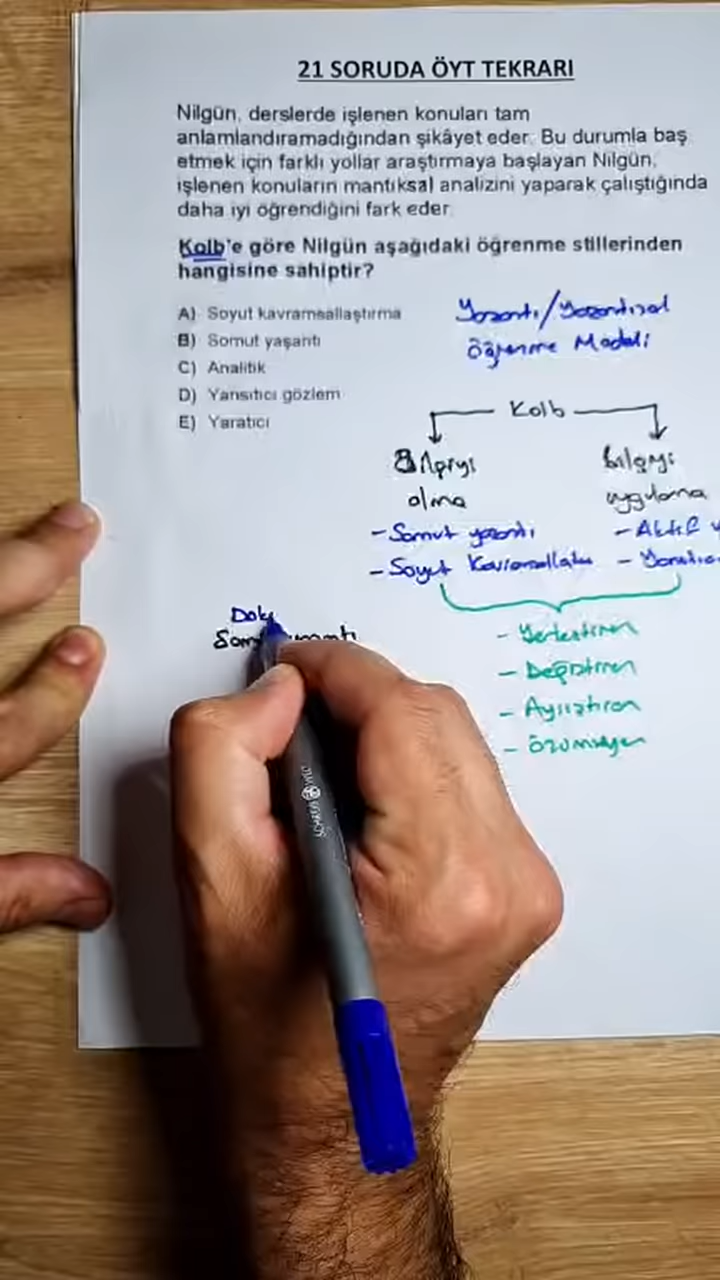 21 SORUDA ÖYT TEKRARI
Nilgün, derslerde işlenen konuları tam
anlamlandıramadığından şikâyet eder. Bu durumla baş
etmek için farklı yollar araştırmaya başlayan Nilgün,
işlenen konuların mantıksal analizini yaparak çalıştığında
daha iyi öğrendiğini fark eder.
Kolb'e göre Nilgün aşağıdaki öğrenme stillerinden
hangisine sahiptir?
A) Soyut kavramsallaştırma
B) Somut yaşantı
C) Analitik
D) Yansıtıcı gözlem
E) Yaratıcı
Yaşantı/Yaşantısal
Öğrenme Modeli
Kolb
Bilgiyi
alma
- Somut yaşantı
- Soyut
bilgiyi
uygulama
- Aktif
- Yerleştiren
- Değiştiren
- Ayrıştıran
- Özümseyen